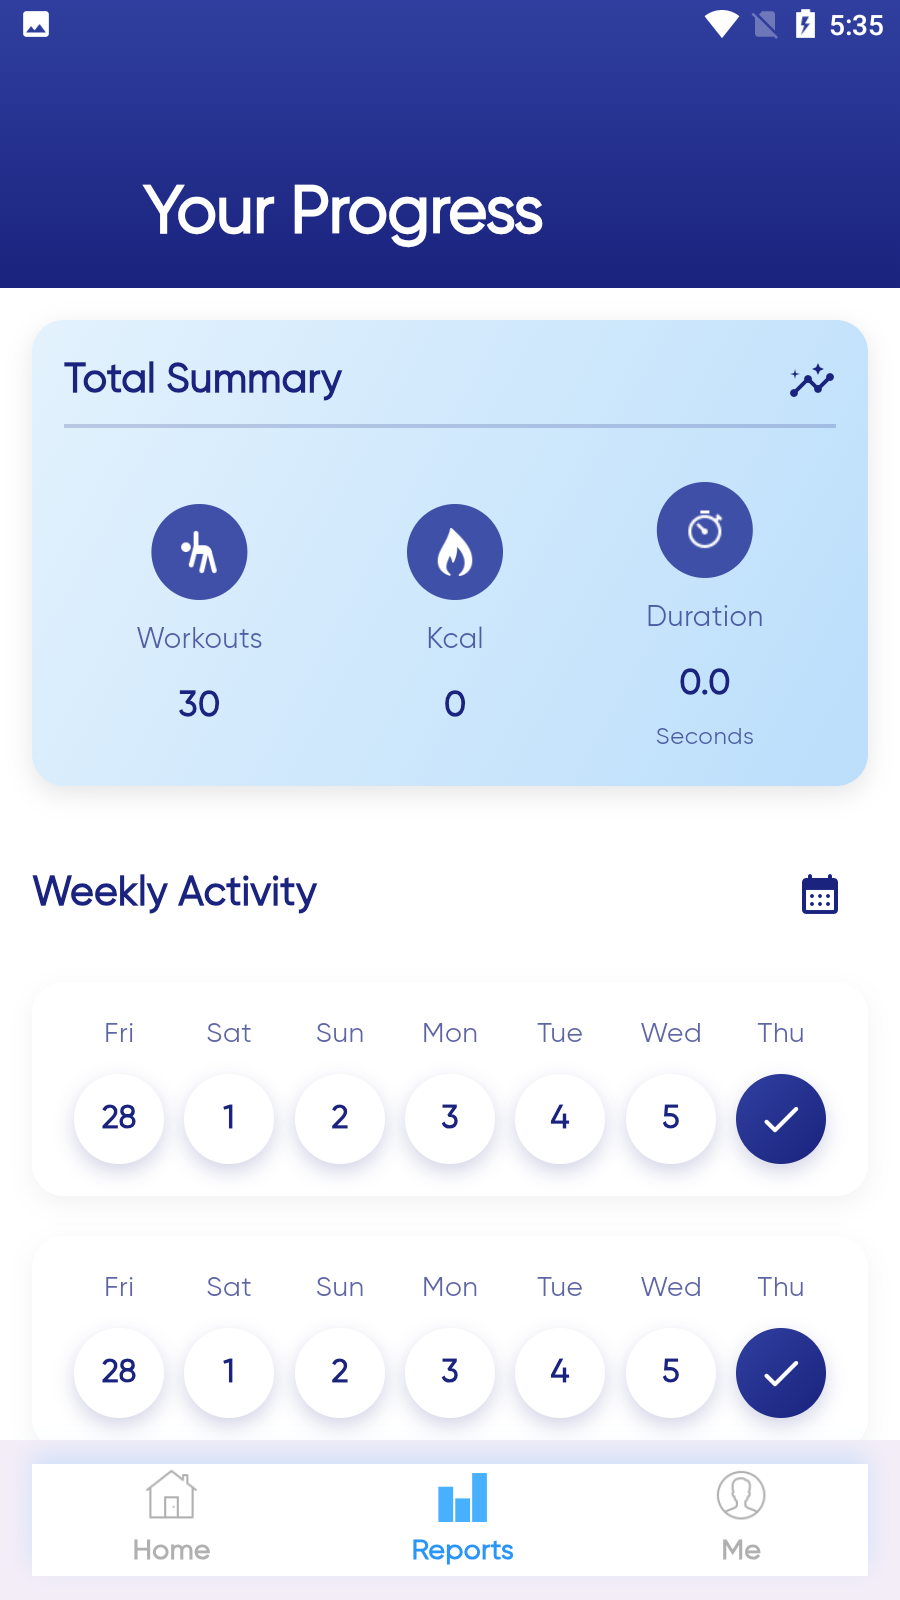 5:35
Your Progress
Total Summary
Workouts Kcal Duration
30 0 0.0
Seconds
Weekly Activity
Fri Sat Sun Mon Tue Wed Thu
28 1 2 3 4 5
Fri Sat Sun Mon Tue Wed Thu
28 1 2 3 4 5
Home Reports Me